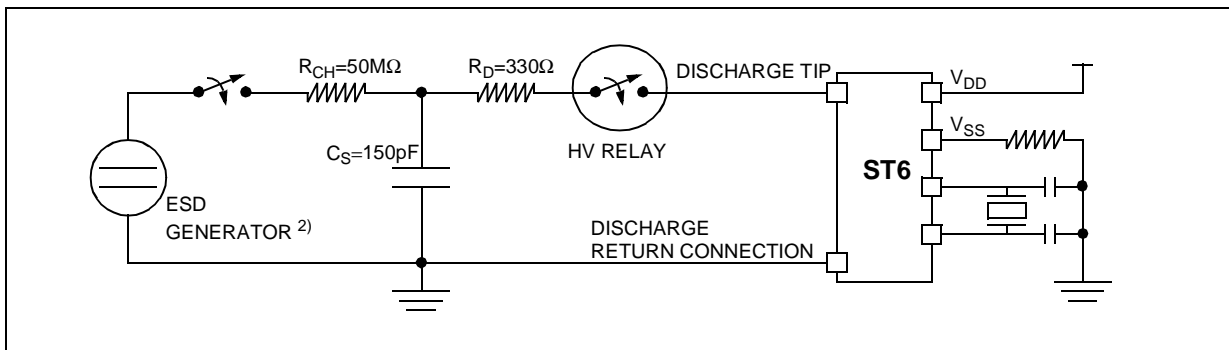 R_CH=50MΩ
R_D=330Ω
DISCHARGE TIP
V_DD
V_SS
C_S=150pF
HV RELAY
ST6
ESD
GENERATOR 2)
DISCHARGE
RETURN CONNECTION